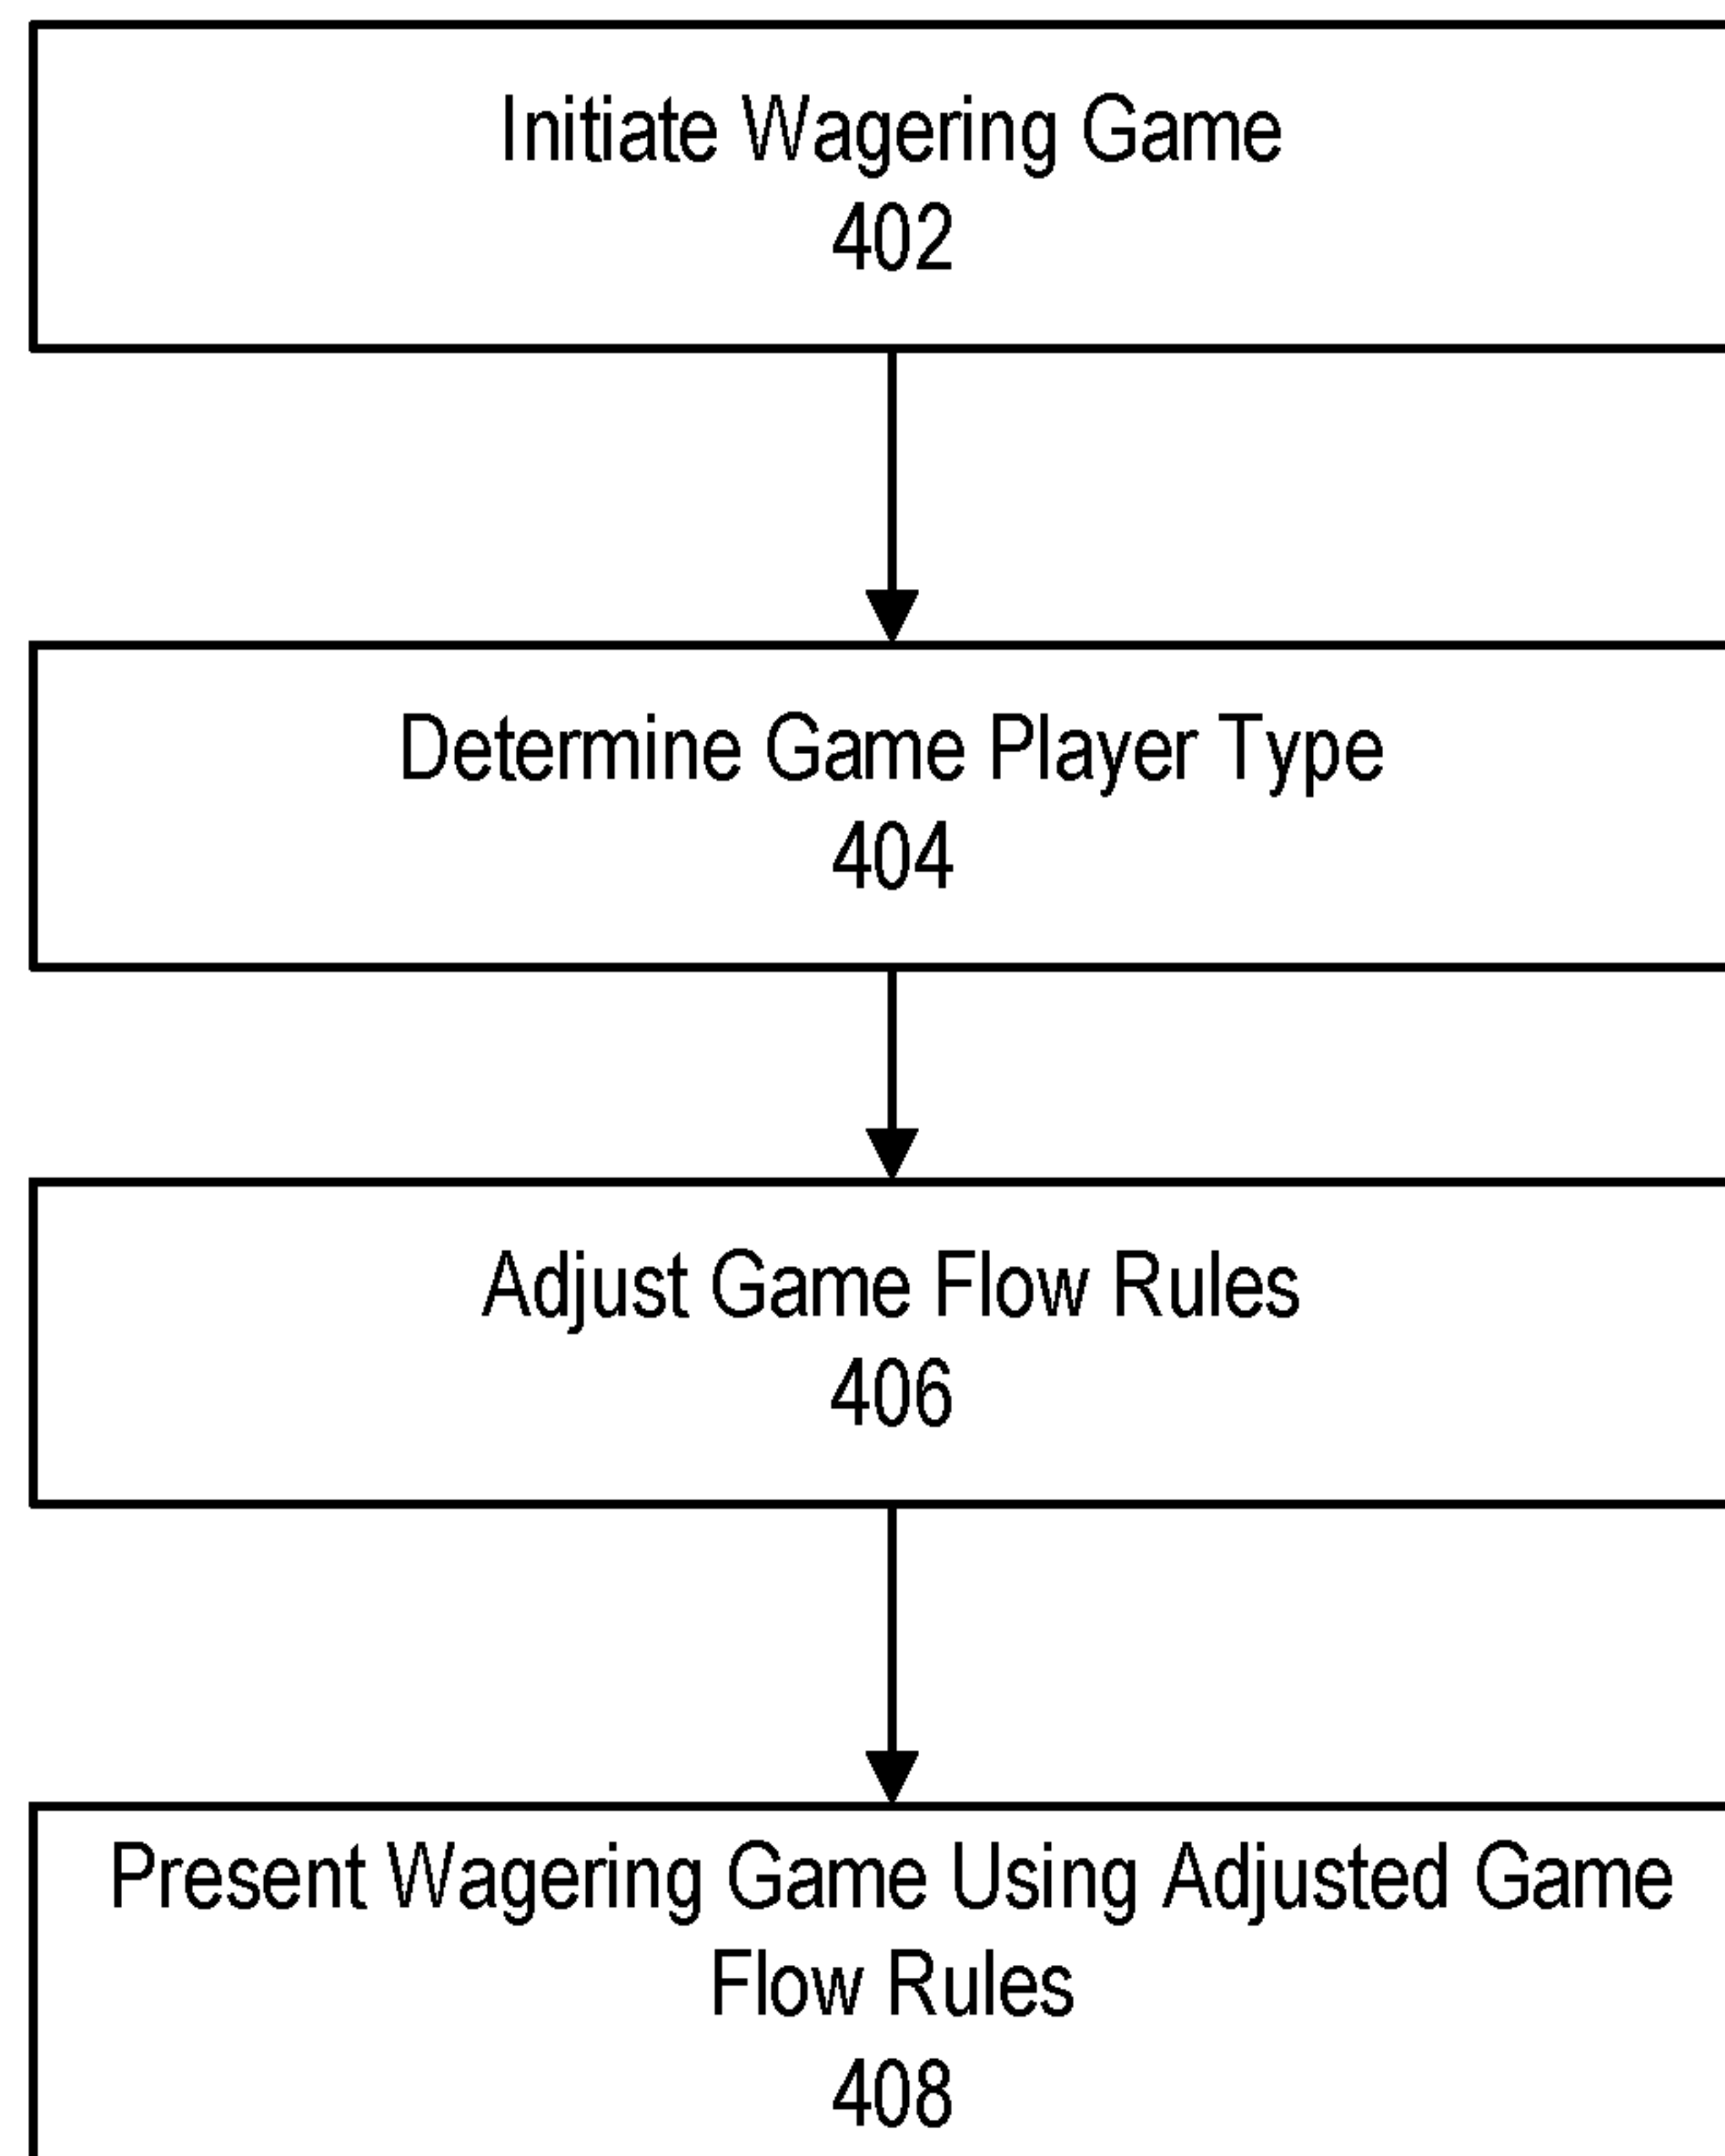 Initiate Wagering Game
402
Determine Game Player Type
404
Adjust Game Flow Rules
406
Present Wagering Game Using Adjusted Game
Flow Rules
408